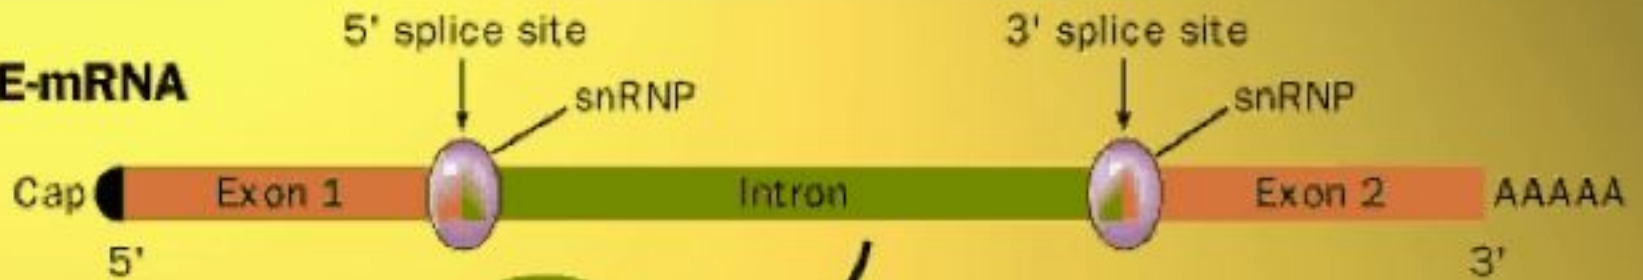 5' splice site
3' splice site
E-mRNA
snRNP
snRNP
Cap
Exon 1
Intron
Exon 2
AAAAA
5'
3'